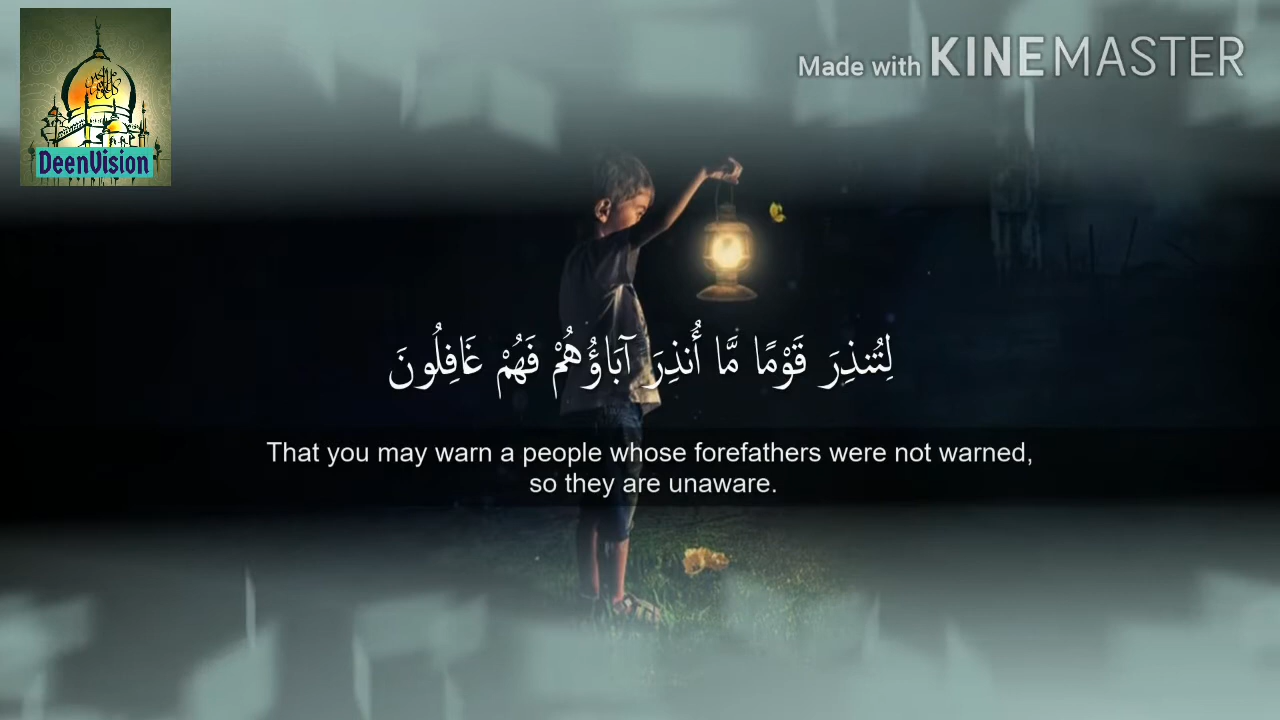 Made with KINEMASTER
DeenVision
لِتُنذِرَ قَوْمًا مَّا أُنذِرَ آبَاؤُهُمْ فَهُمْ غَافِلُونَ
That you may warn a people whose forefathers were not warned,
so they are unaware.